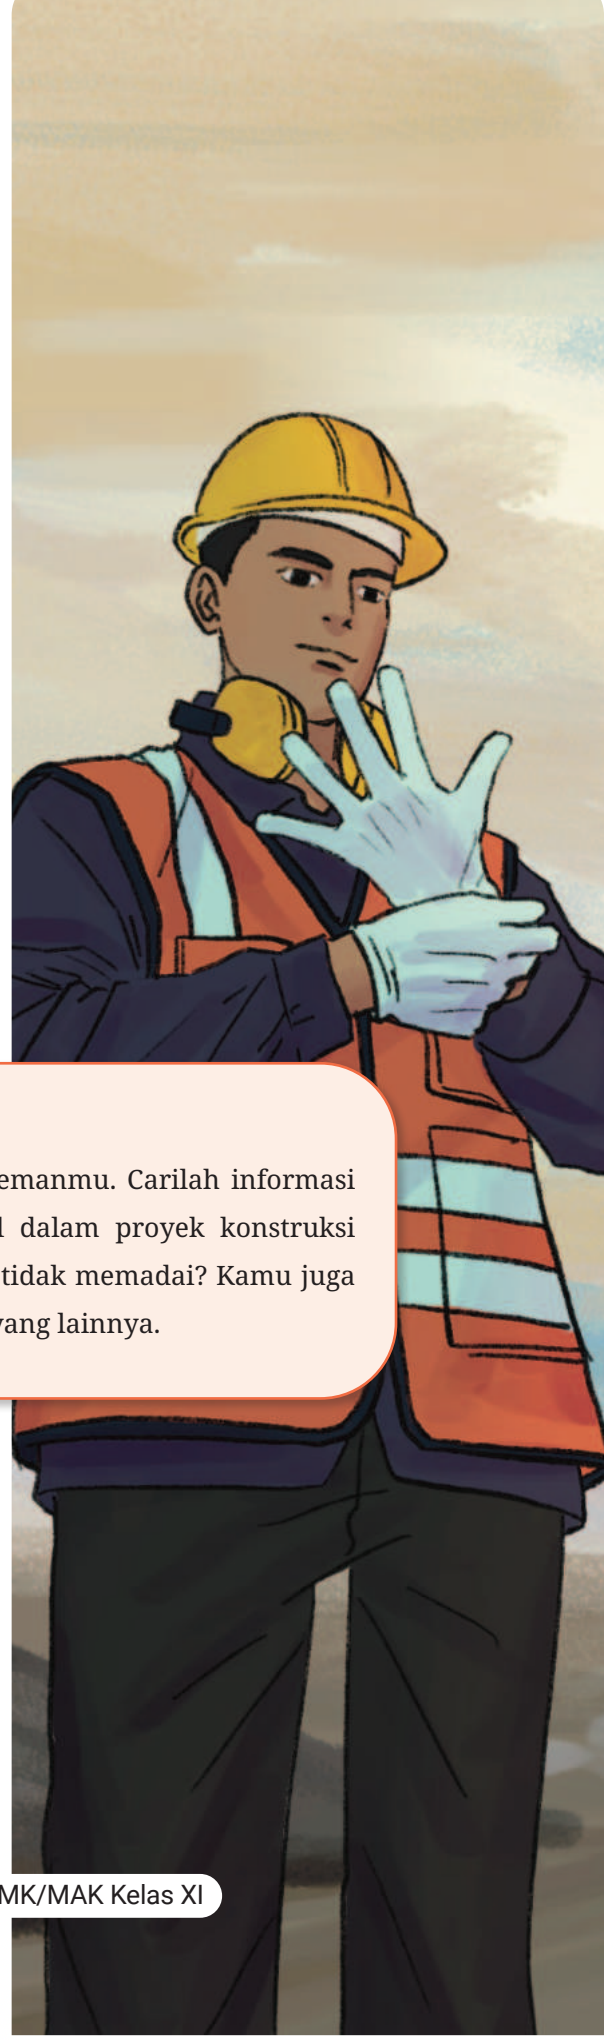 emanmu. Carilah informasi
dalam proyek konstruksi
tidak memadai? Kamu juga
yang lainnya.
MK/MAK Kelas XI